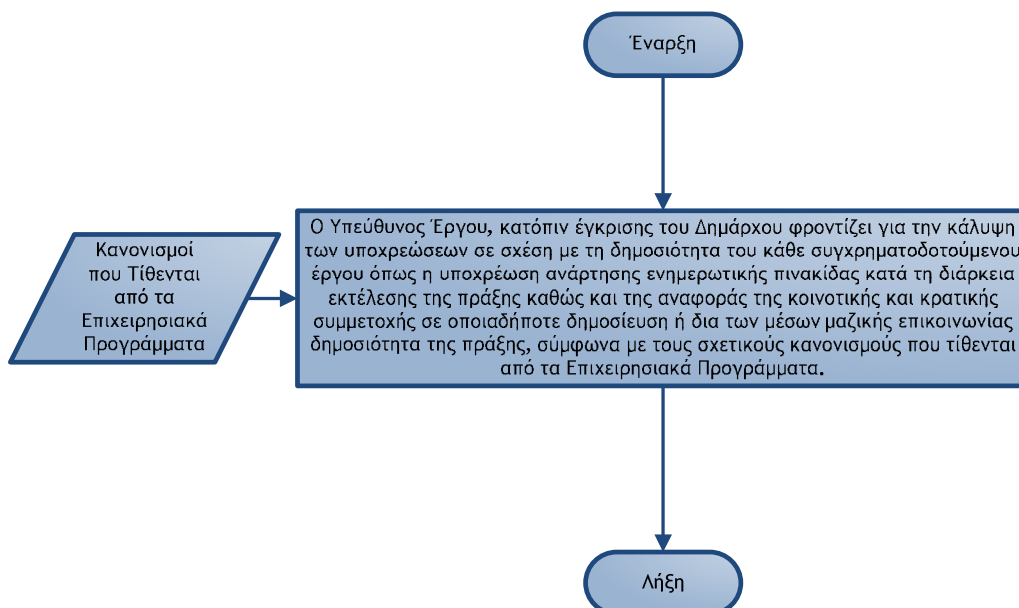 Έναρξη
Κανονισμοί
που Τίθενται
από τα
Επιχειρησιακά
Προγράμματα
Ο Υπεύθυνος Έργου, κατόπιν έγκρισης του Δημάρχου φροντίζει για την κάλυψη
των υποχρεώσεων σε σχέση με τη δημοσιότητα του κάθε συγχρηματοδοτούμενου
έργου όπως η υποχρέωση ανάρτησης ενημερωτικής πινακίδας κατά τη διάρκεια
εκτέλεσης της πράξης καθώς και της αναφοράς της κοινοτικής και κρατικής
συμμετοχής σε οποιαδήποτε δημοσίευση ή δια των μέσων μαζικής επικοινωνίας
δημοσιότητα της πράξης, σύμφωνα με τους σχετικούς κανονισμούς που τίθενται
από τα Επιχειρησιακά Προγράμματα.
Λήξη